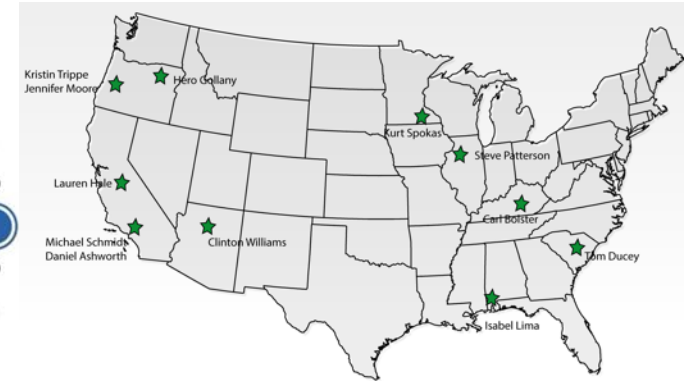 Kristin Trippe
Jennifer Moore
Hero Gollany
Kurt Spokas
Steve Patterson
Lauren Hale
Carl Bolster
Michael Schmidt
Daniel Ashworth
Clinton Williams
Tom Ducey
Isabel Lima